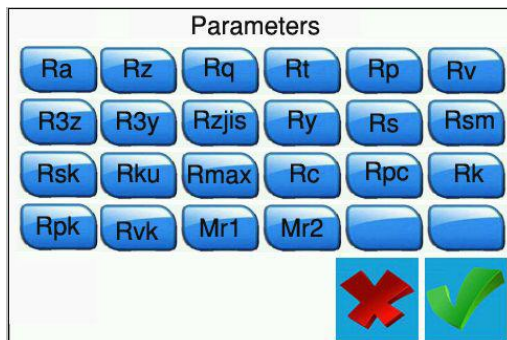 Parameters
Ra Rz Rq Rt Rp Rv
R3z R3y Rzjis Ry Rs Rsm
Rsk Rku Rmax Rc Rpc Rk
Rpk Rvk Mr1 Mr2